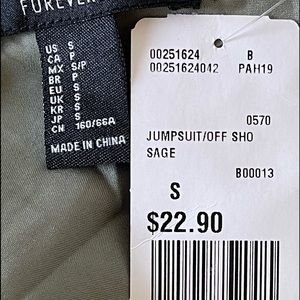 FOREVER
US S
CA P
MX S/P
BR P
EU S
UK S
KR S
JP S
CN 160/66A
MADE IN CHINA
00251624 B
00251624042 PAH19
0570
JUMPSUIT/OFF SHO
SAGE
B00013
S
$22.90